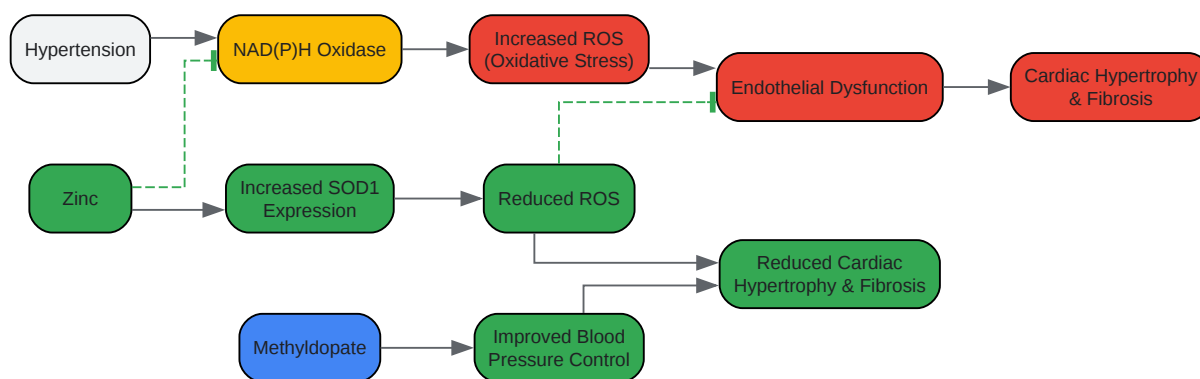 Hypertension
NAD(P)H Oxidase
Increased ROS
(Oxidative Stress)
Endothelial Dysfunction
Cardiac Hypertrophy
& Fibrosis
Zinc
Increased SOD1
Expression
Reduced ROS
Reduced Cardiac
Hypertrophy & Fibrosis
Methyldopate
Improved Blood
Pressure Control